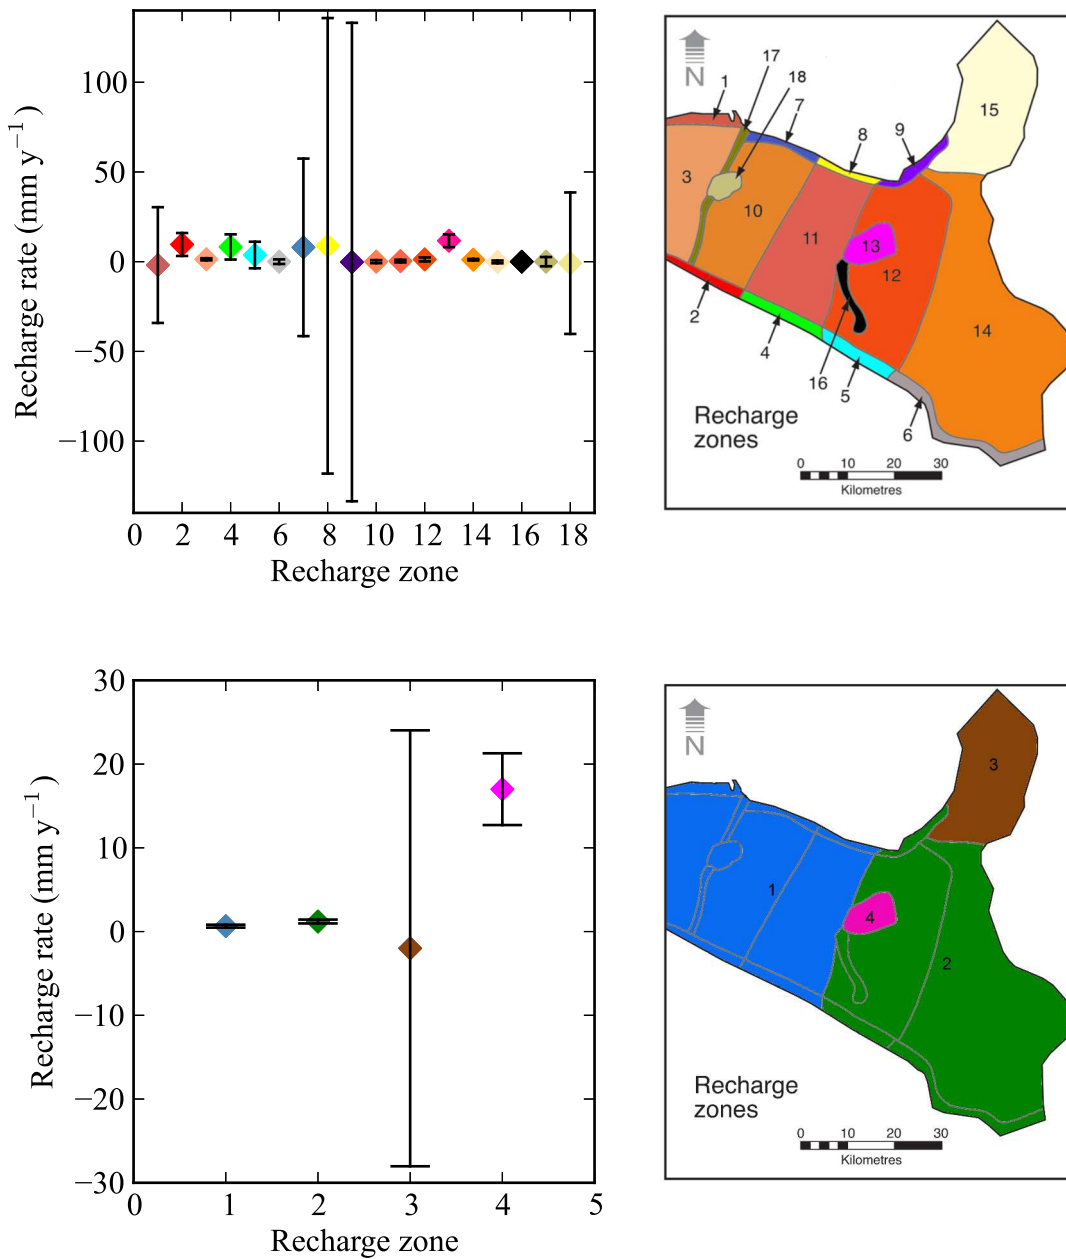 Recharge rate (mm y−1)
100
50
0
−50
−100
0 2 4 6 8 10 12 14 16 18
Recharge zone
N
1
17
18
7
8
9
15
3
10
11
13
12
14
2
4
16
5
6
Recharge
zones
0 10 20 30
Kilometres
Recharge rate (mm y−1)
30
20
10
0
−10
−20
−30
0 1 2 3 4 5
Recharge zone
N
3
1
4
2
Recharge
zones
0 10 20 30
Kilometres